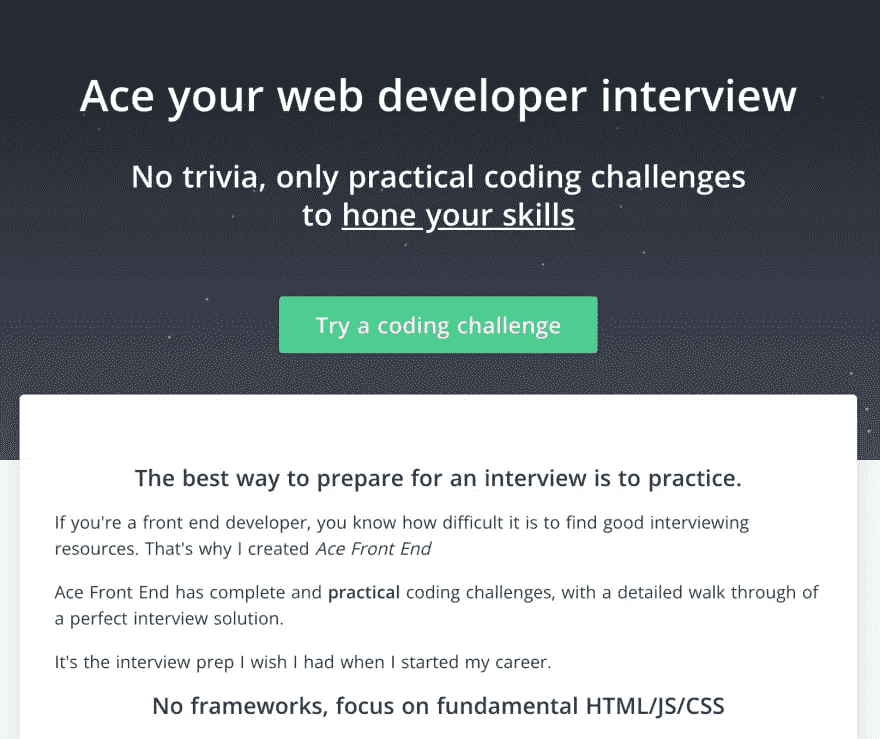 Ace your web developer interview
No trivia, only practical coding challenges
to hone your skills
Try a coding challenge
The best way to prepare for an interview is to practice.
If you're a front end developer, you know how difficult it is to find good interviewing
resources. That's why I created Ace Front End
Ace Front End has complete and practical coding challenges, with a detailed walk through of
a perfect interview solution.
It's the interview prep I wish I had when I started my career.
No frameworks, focus on fundamental HTML/JS/CSS